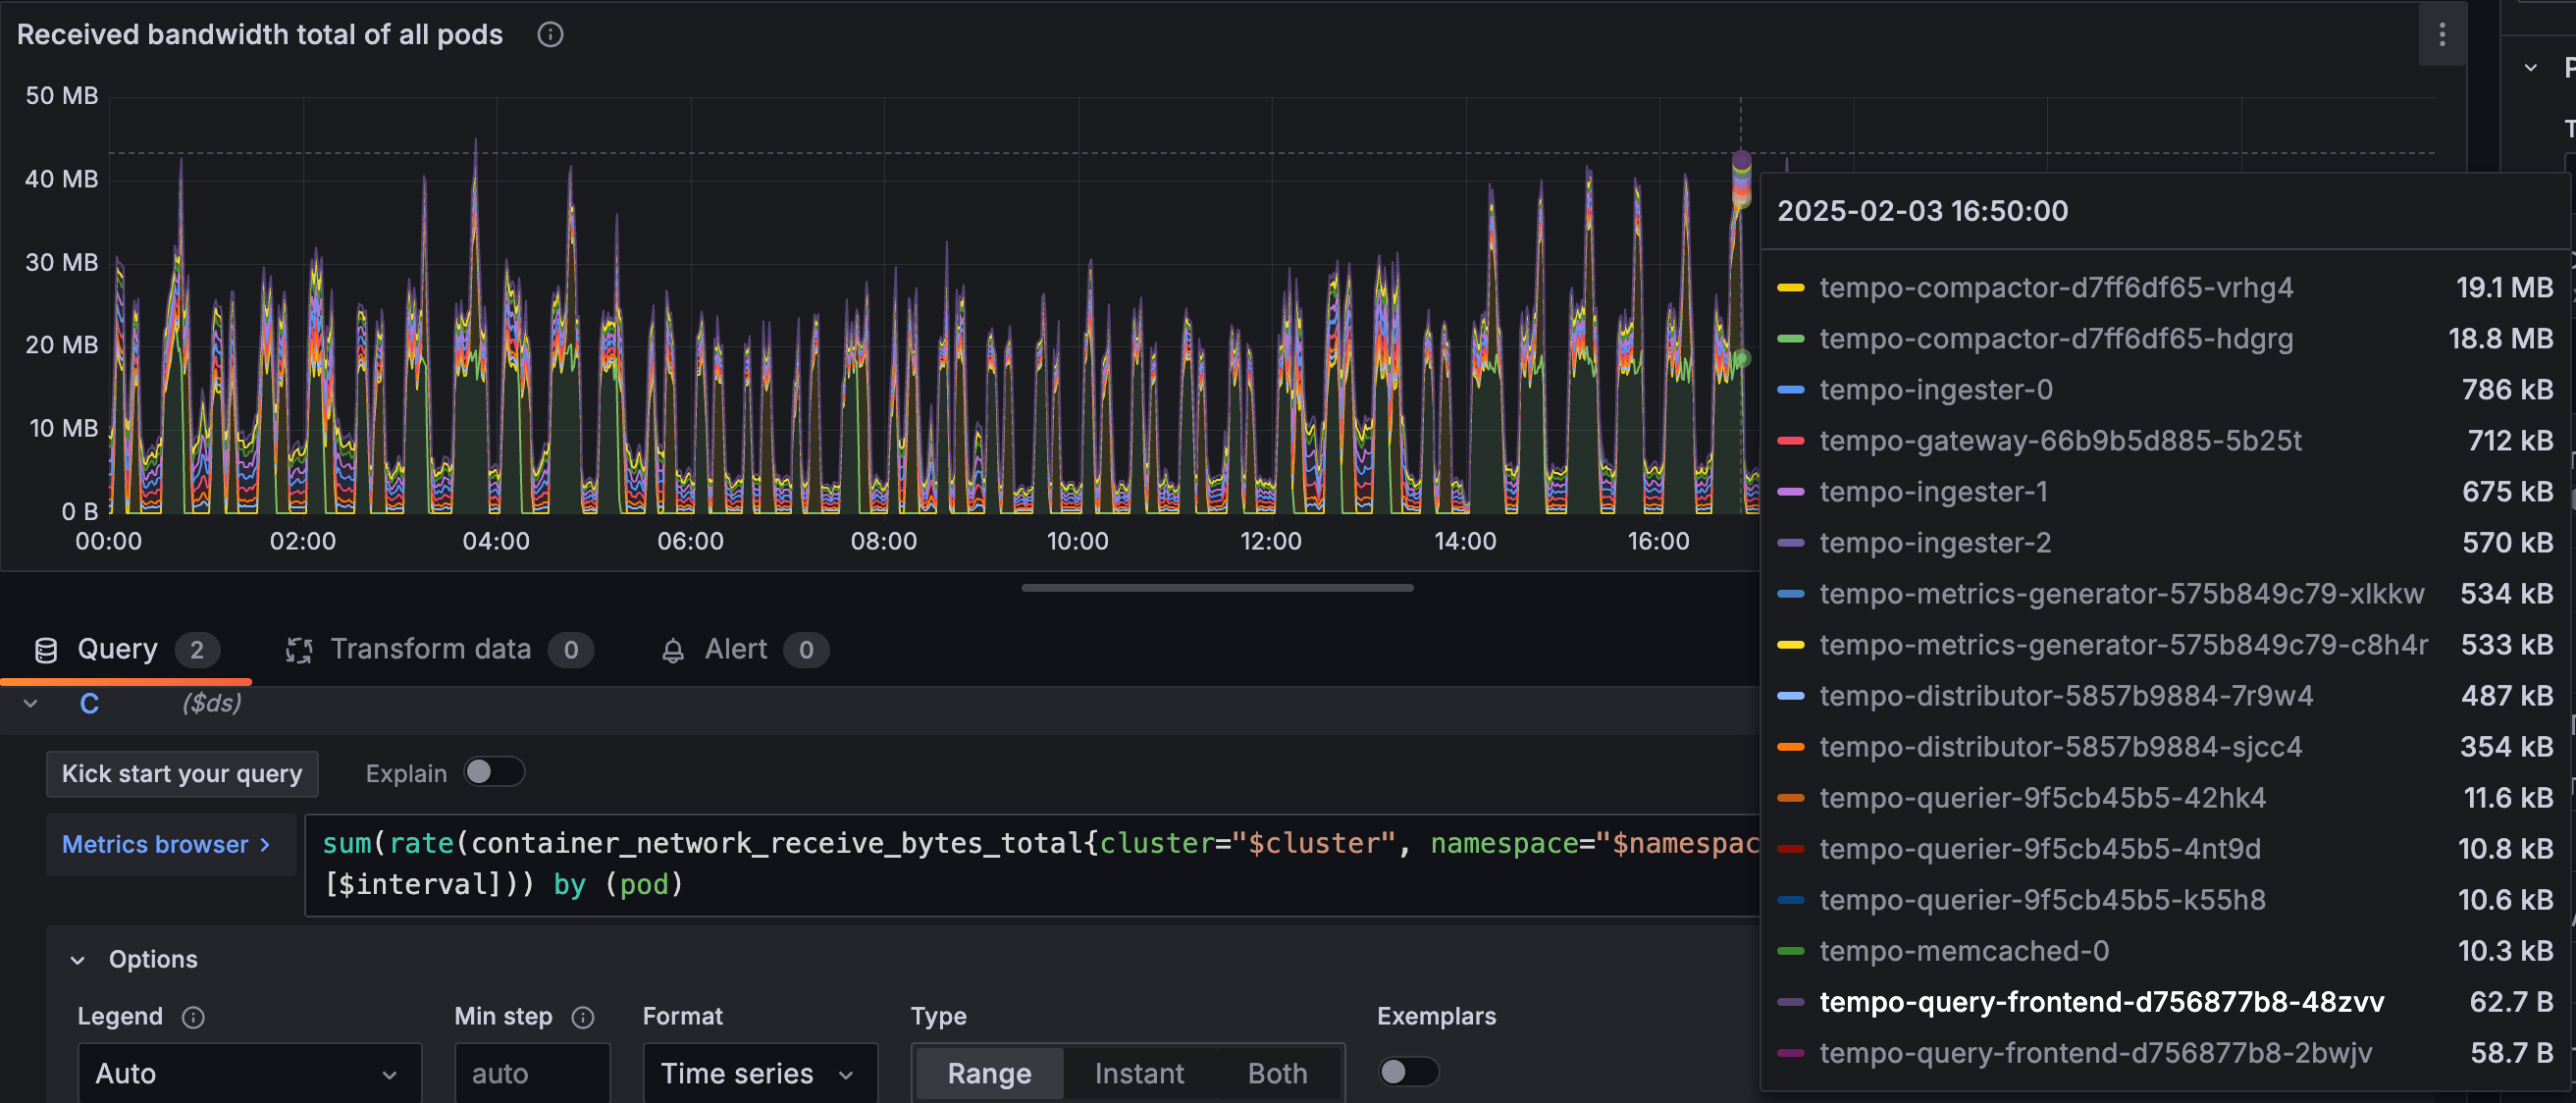 Received bandwidth total of all pods
50 MB
40 MB
30 MB
20 MB
10 MB
0 B
00:00 02:00 04:00 06:00 08:00 10:00 12:00 14:00 16:00
2025-02-03 16:50:00
tempo-compactor-d7ff6df65-vrhg4 19.1 MB
tempo-compactor-d7ff6df65-hdgrg 18.8 MB
tempo-ingester-0 786 kB
tempo-gateway-66b9b5d885-5b25t 712 kB
tempo-ingester-1 675 kB
tempo-ingester-2 570 kB
tempo-metrics-generator-575b849c79-xlkkw 534 kB
tempo-metrics-generator-575b849c79-c8h4r 533 kB
tempo-distributor-5857b9884-7r9w4 487 kB
tempo-distributor-5857b9884-sjcc4 354 kB
tempo-querier-9f5cb45b5-42hk4 11.6 kB
tempo-querier-9f5cb45b5-4nt9d 10.8 kB
tempo-querier-9f5cb45b5-k55h8 10.6 kB
tempo-memcached-0 10.3 kB
tempo-query-frontend-d756877b8-48zvv 62.7 B
tempo-query-frontend-d756877b8-2bwjv 58.7 B
Query 2 Transform data 0 Alert 0
C ($ds)
Kick start your query Explain
Metrics browser >
sum(rate(container_network_receive_bytes_total{cluster="$cluster", namespace="$namespac
[$interval])) by (pod)
Options
Legend Min step Format Type Exemplars
Auto auto Time series Range Instant Both